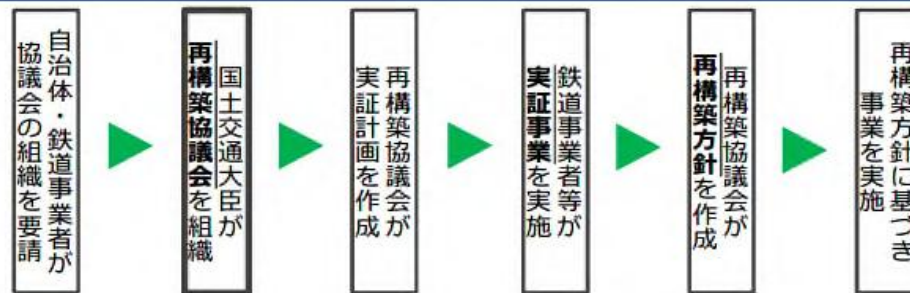 自治体・鉄道事業者が
協議会の組織を要請
国土交通大臣が
再構築協議会を組織
再構築協議会が
実証計画を作成
鉄道事業者等が
実証事業を実施
再構築協議会が
再構築方針を作成
再構築方針に基づき
事業を実施